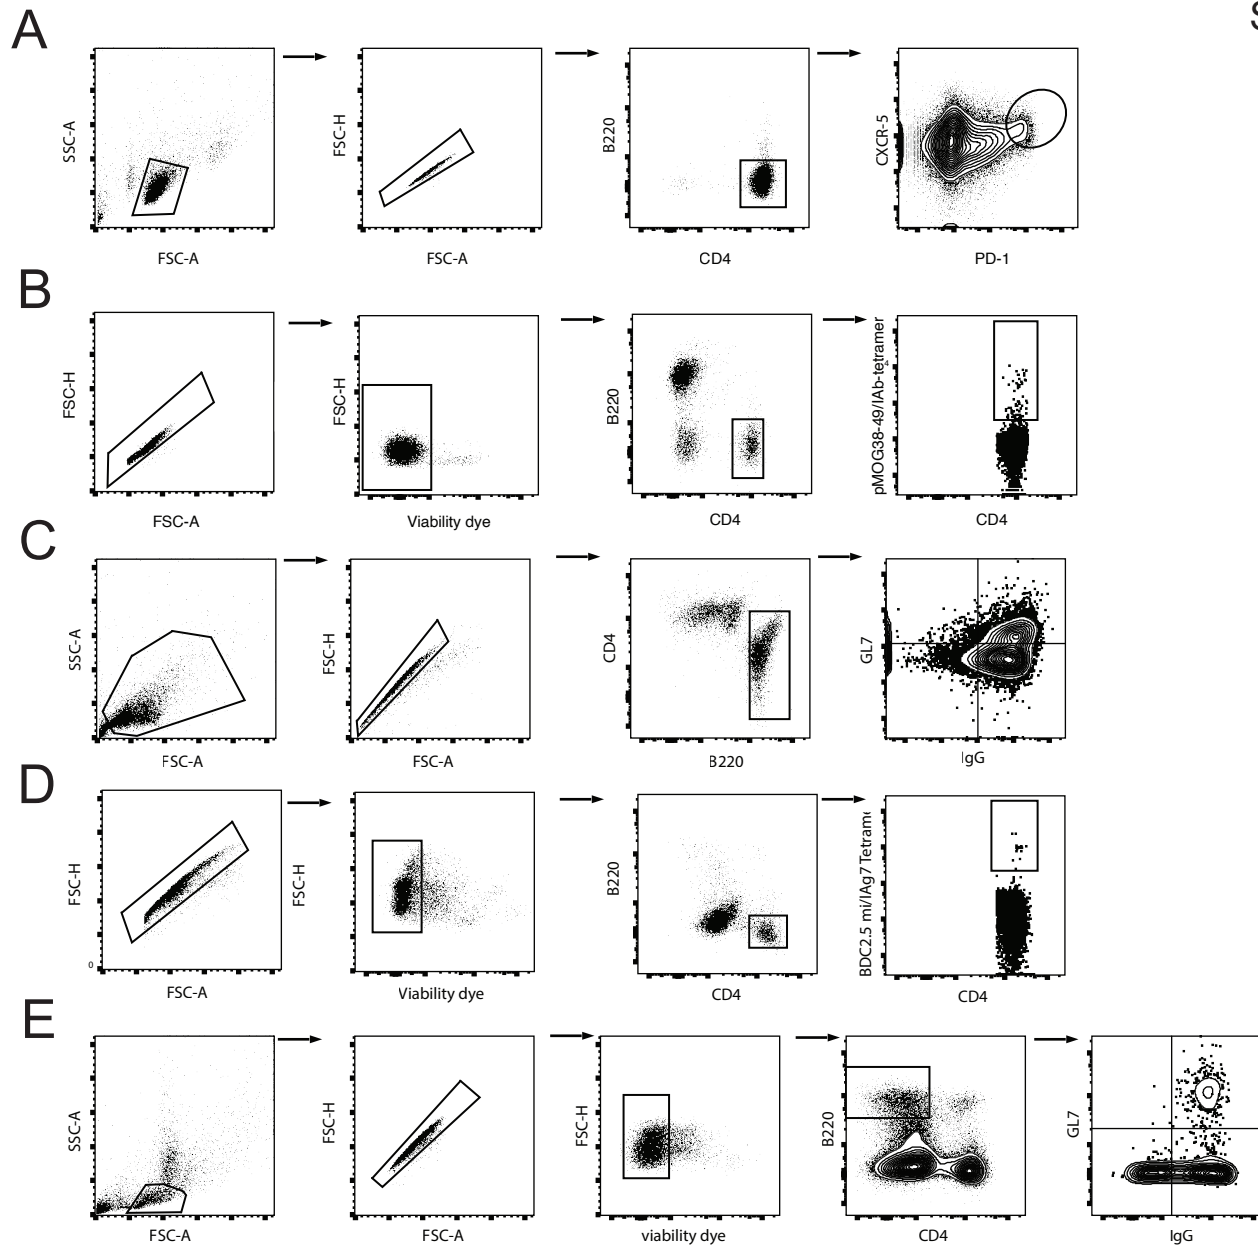 A
SSC-A
FSC-A
FSC-H
FSC-A
B220
CD4
CXCR-5
PD-1
B
FSC-H
FSC-A
FSC-H
Viability dye
B220
CD4
pMOG38-49/IAb-tetramer
4
CD4
C
SSC-A
FSC-A
FSC-H
FSC-A
CD4
B220
GL7
IgG
D
FSC-H
0
FSC-A
FSC-H
Viability dye
B220
CD4
BDC2.5 mi/IAg7 Tetram
CD4
E
SSC-A
FSC-A
FSC-H
FSC-A
FSC-H
viability dye
B220
CD4
GL7
IgG